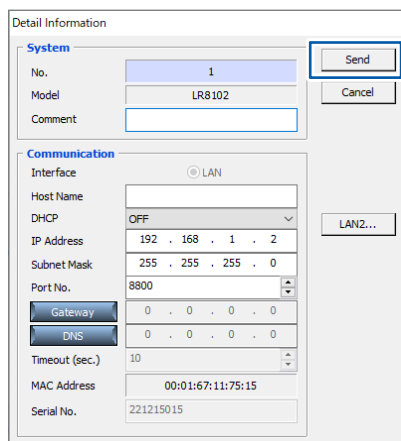 Detail Information
System
No. 1
Model LR8102
Comment
Send
Cancel
Communication
Interface LAN
Host Name
DHCP OFF
IP Address 192 . 168 . 1 . 2
Subnet Mask 255 . 255 . 255 . 0
Port No. 8800
Gateway 0 . 0 . 0 . 0
DNS 0 . 0 . 0 . 0
Timeout (sec.) 10
MAC Address 00:01:67:11:75:15
Serial No. 221215015
LAN2...